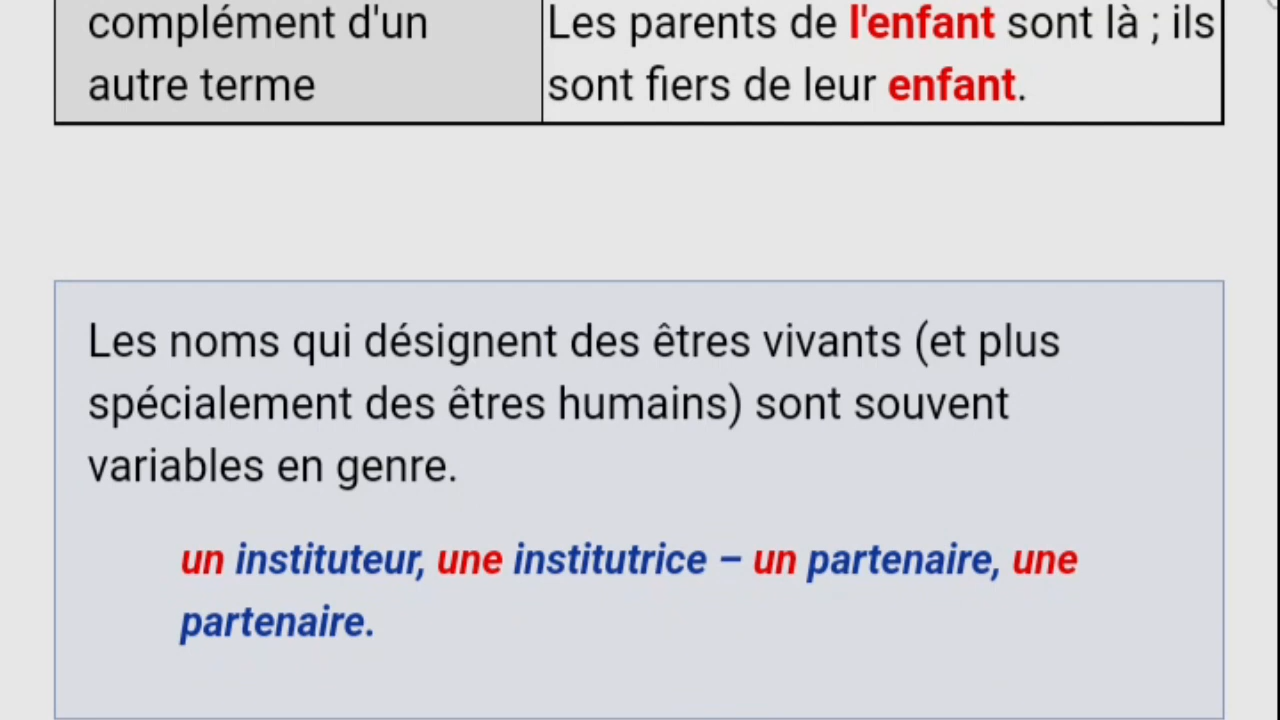 complément d'un
autre terme
Les parents de l'enfant sont là ; ils
sont fiers de leur enfant.
Les noms qui désignent des êtres vivants (et plus
spécialement des êtres humains) sont souvent
variables en genre.
un instituteur, une institutrice – un partenaire, une
partenaire.